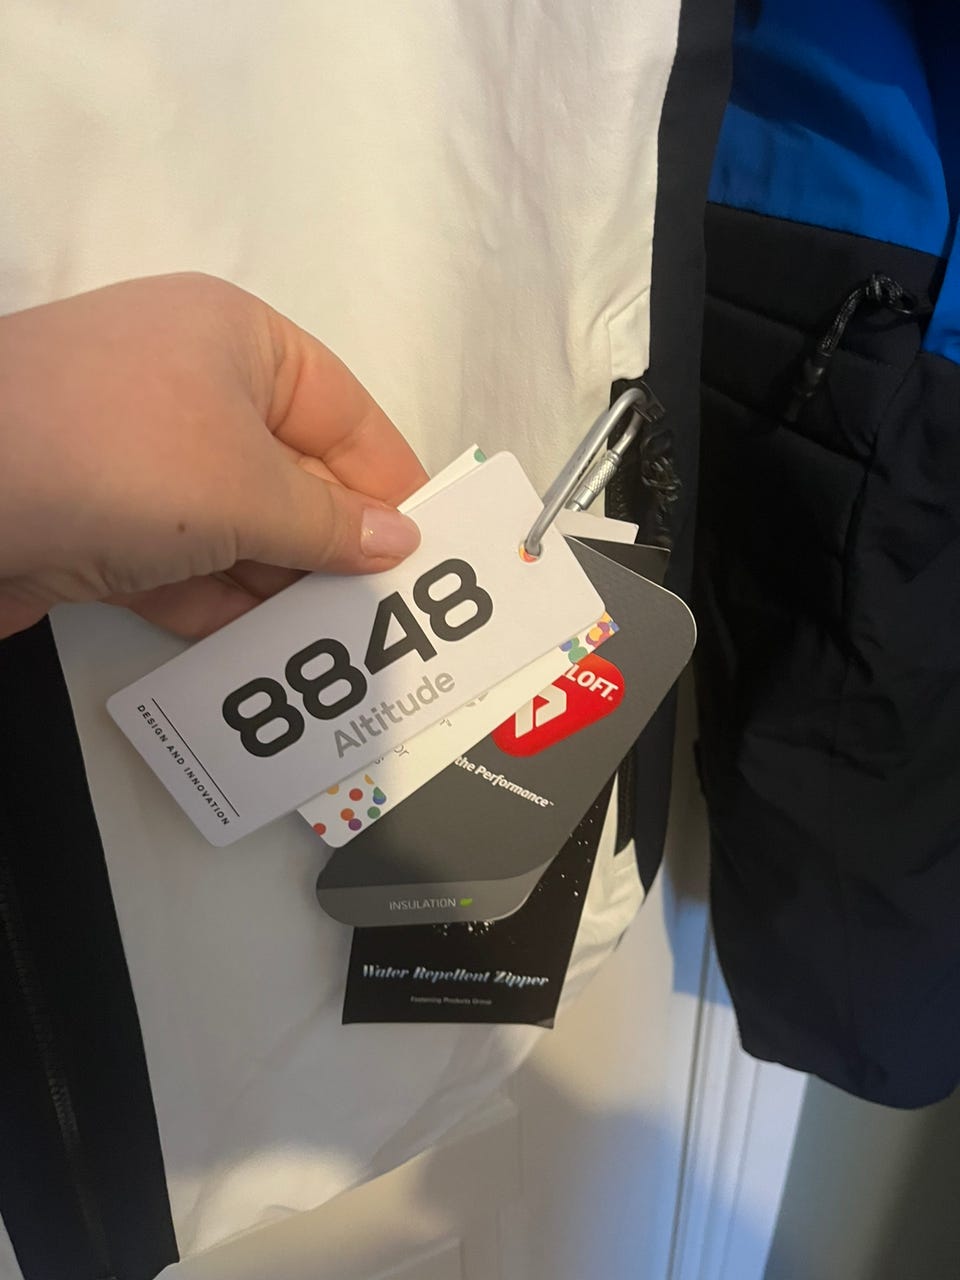 8848
Altitude
DESIGN AND INNOVATION
LOFT
the Performance™
INSULATION
Water Repellent Zipper
Fastening Products Group